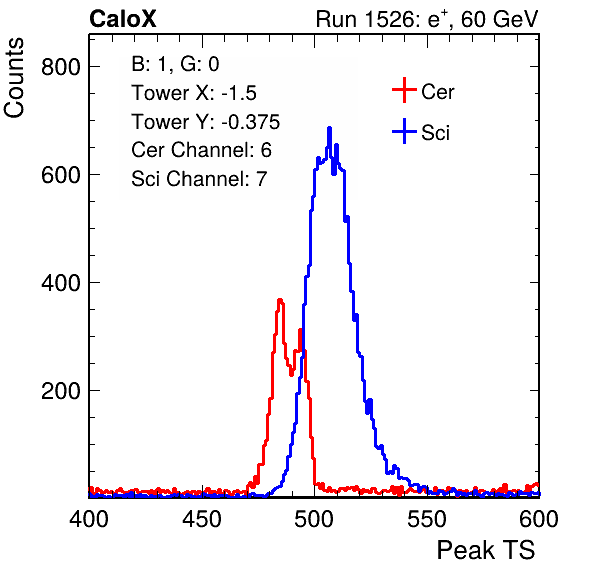 CaloX Run 1526: e⁺, 60 GeV
Counts
B: 1, G: 0
Tower X: -1.5
Tower Y: -0.375
Cer Channel: 6
Sci Channel: 7
Cer
Sci
800
600
400
200
400 450 500 550 600
Peak TS